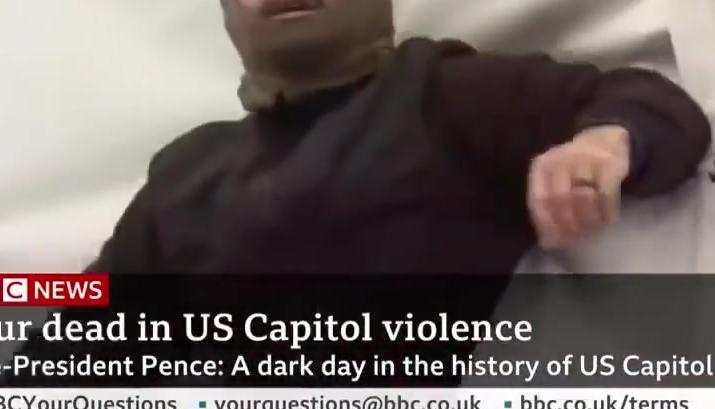 C NEWS
ur dead in US Capitol violence
e-President Pence: A dark day in the history of US Capitol
BCYourQuestions ▪ yourquestions@bbc.co.uk ▪ bbc.co.uk/terms